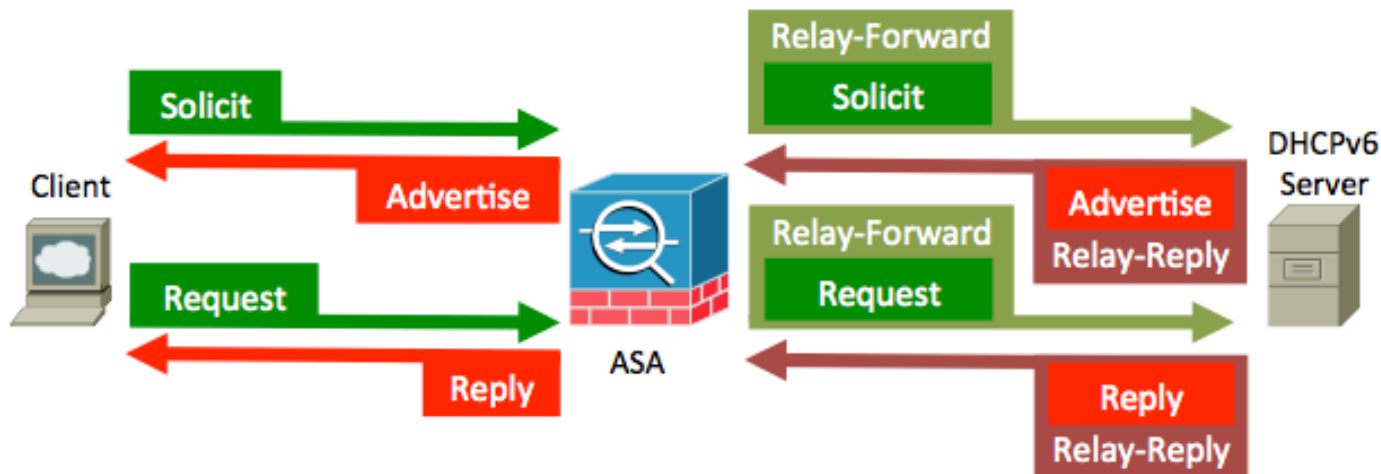 Relay-Forward
Solicit
Solicit
Client
Advertise
DHCPv6
Server
Advertise
Relay-Reply
Relay-Forward
Request
Request
ASA
Reply
Reply
Relay-Reply